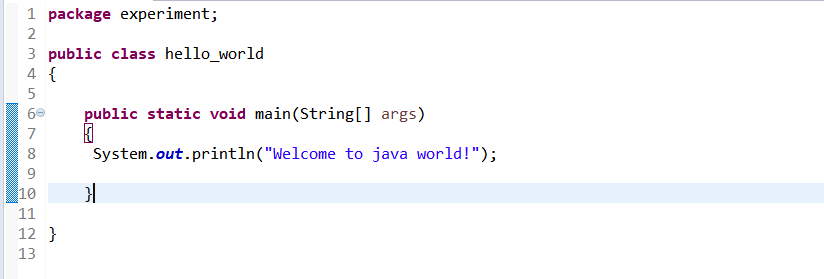 1 package experiment;
2
3 public class hello_world
4 {
5
6 public static void main(String[] args)
7 {
8 System.out.println("Welcome to java world!");
9
10 }
11
12 }
13